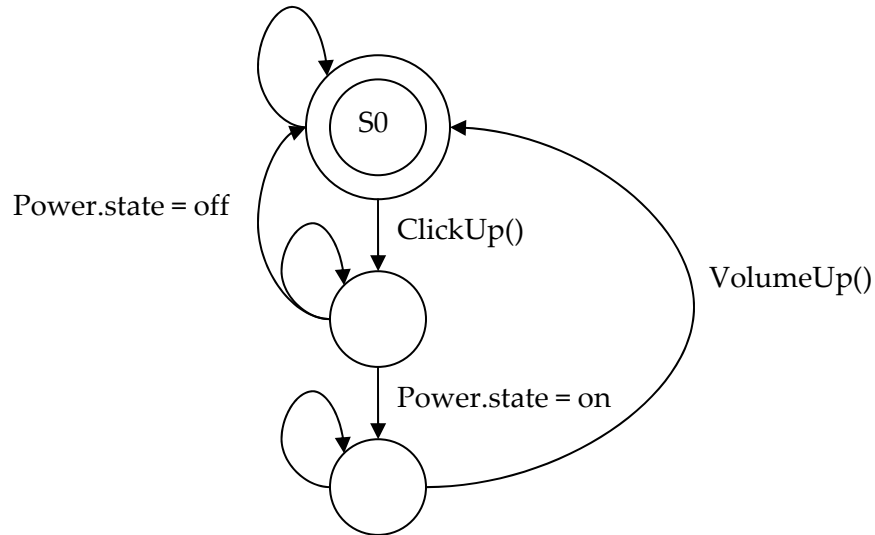 S0
Power.state = off
ClickUp()
VolumeUp()
Power.state = on